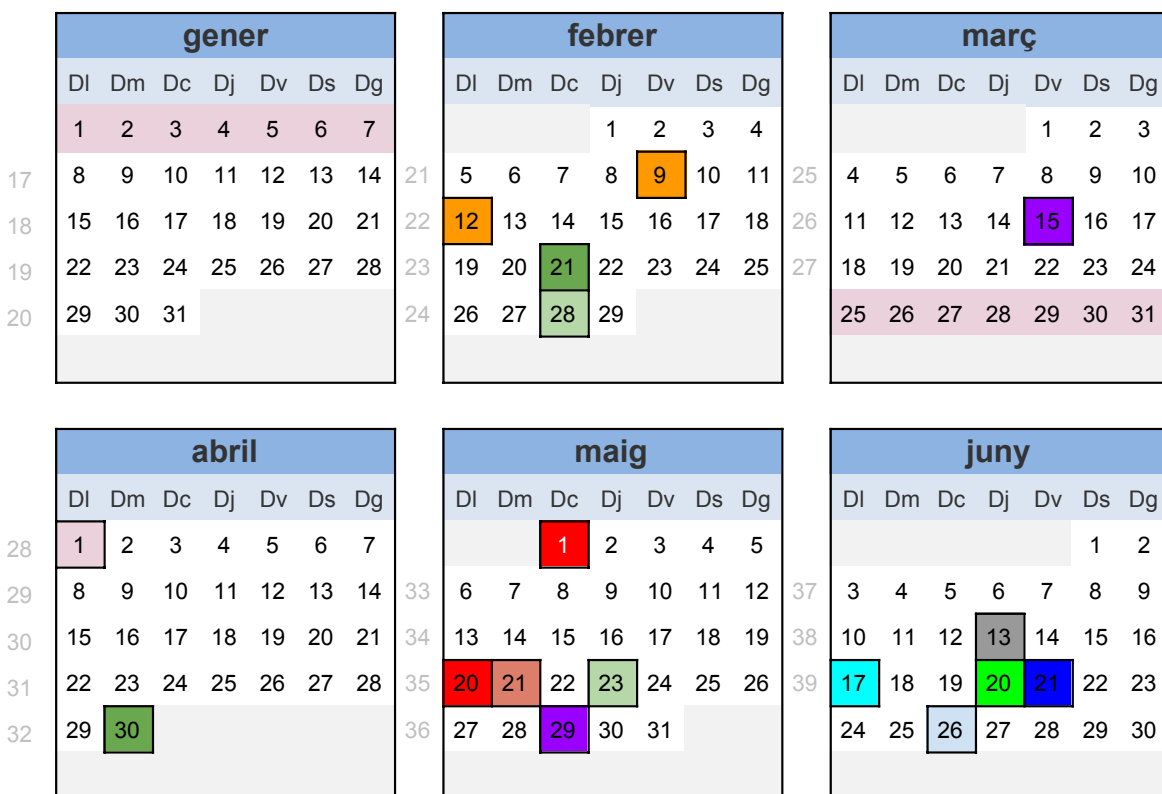 gener febrer març
Dl Dm Dc Dj Dv Ds Dg Dl Dm Dc Dj Dv Ds Dg Dl Dm Dc Dj Dv Ds Dg
1 2 3 4 5 6 7 1 2 3 4 1 2 3
17 8 9 10 11 12 13 14 21 5 6 7 8 9 10 11 25 4 5 6 7 8 9 10
18 15 16 17 18 19 20 21 22 12 13 14 15 16 17 18 26 11 12 13 14 15 16 17
19 22 23 24 25 26 27 28 23 19 20 21 22 23 24 25 27 18 19 20 21 22 23 24
20 29 30 31 24 26 27 28 29 25 26 27 28 29 30 31
abril maig juny
Dl Dm Dc Dj Dv Ds Dg Dl Dm Dc Dj Dv Ds Dg Dl Dm Dc Dj Dv Ds Dg
28 1 2 3 4 5 6 7 1 2 3 4 5 1 2
29 8 9 10 11 12 13 14 33 6 7 8 9 10 11 12 37 3 4 5 6 7 8 9
30 15 16 17 18 19 20 21 34 13 14 15 16 17 18 19 38 10 11 12 13 14 15 16
31 22 23 24 25 26 27 28 35 20 21 22 23 24 25 26 39 17 18 19 20 21 22 23
32 29 30 36 27 28 29 30 31 24 25 26 27 28 29 30